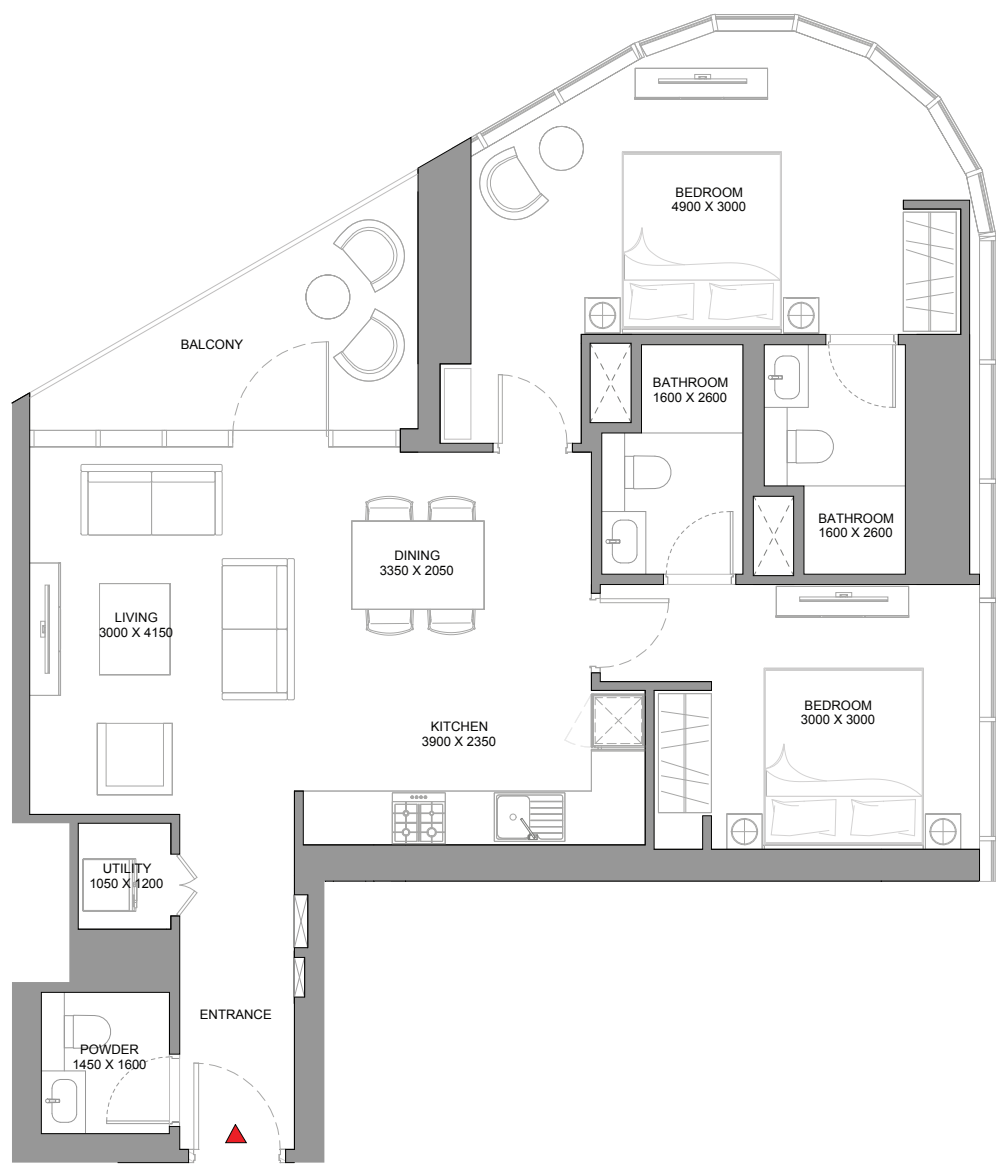 BEDROOM
4900 X 3000
BALCONY
BATHROOM
1600 X 2600
BATHROOM
1600 X 2600
DINING
3350 X 2050
LIVING
3000 X 4150
KITCHEN
3900 X 2350
BEDROOM
3000 X 3000
UTILITY
1050 X 1200
ENTRANCE
POWDER
1450 X 1600